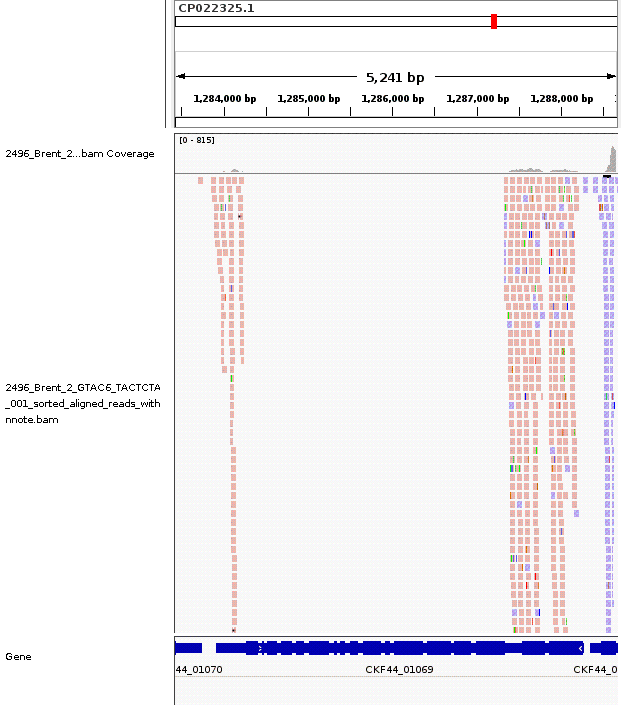 CP022325.1
5,241 bp
1,284,000 bp 1,285,000 bp 1,286,000 bp 1,287,000 bp 1,288,000 bp
[0 - 815]
2496_Brent_2...bam Coverage
2496_Brent_2_GTAC6_TACTCTA
_001_sorted_aligned_reads_with
nnote.bam
Gene
44_01070 CKF44_01069 CKF44_0